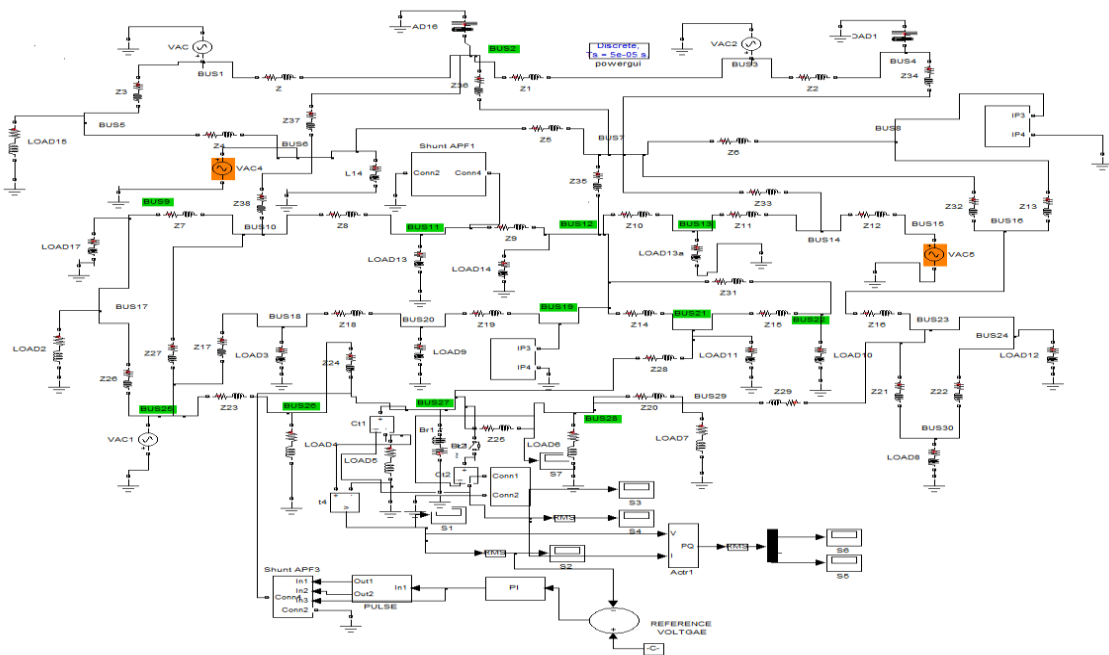 AD16
VAC
BUS2
Discrete,
Ts = 5e-05 s
powergui
VAC2
OAD1
BUS1
Z
Z1
BUS3
Z2
BUS4
Z3
Z36
Z34
Z37
BUS5
BUS6
LOAD15
Z4
Z5
BUS7
Z6
BUS8
IP3
IP4
VAC4
L14
Shunt APF1
Conn2
Conn4
Z35
Z33
Z32
Z13
BUS9
Z7
Z38
BUS10
Z8
BUS11
Z9
BUS12
Z10
BUS13
Z11
BUS14
Z12
BUS15
BUS16
LOAD17
LOAD13
LOAD14
LOAD13a
VAC5
Z31
BUS17
BUS18
Z18
BUS20
Z19
BUS19
Z14
BUS21
Z15
BUS22
Z16
BUS23
BUS24
LOAD2
Z27
Z17
LOAD3
Z24
LOAD9
IP3
IP4
Z28
LOAD11
LOAD10
LOAD12
Z26
Z21
Z22
BUS25
Z23
BUS26
BUS27
Z29
BUS29
Z20
BUS28
BUS30
VAC1
LOAD4
Ct1
LOAD5
Br1
Z25
LOAD6
LOAD7
LOAD8
Ct2
Conn1
Conn2
S7
t4
S1
S3
RMS
S4
V
I
PQ
Actr1
RMS
S6
S5
RMS
S2
Shunt APF3
In1
In2
Conn4
In3
Conn2
Out1
Out2
In1
PULSE
PI
REFERENCE
VOLTGAE
-C-